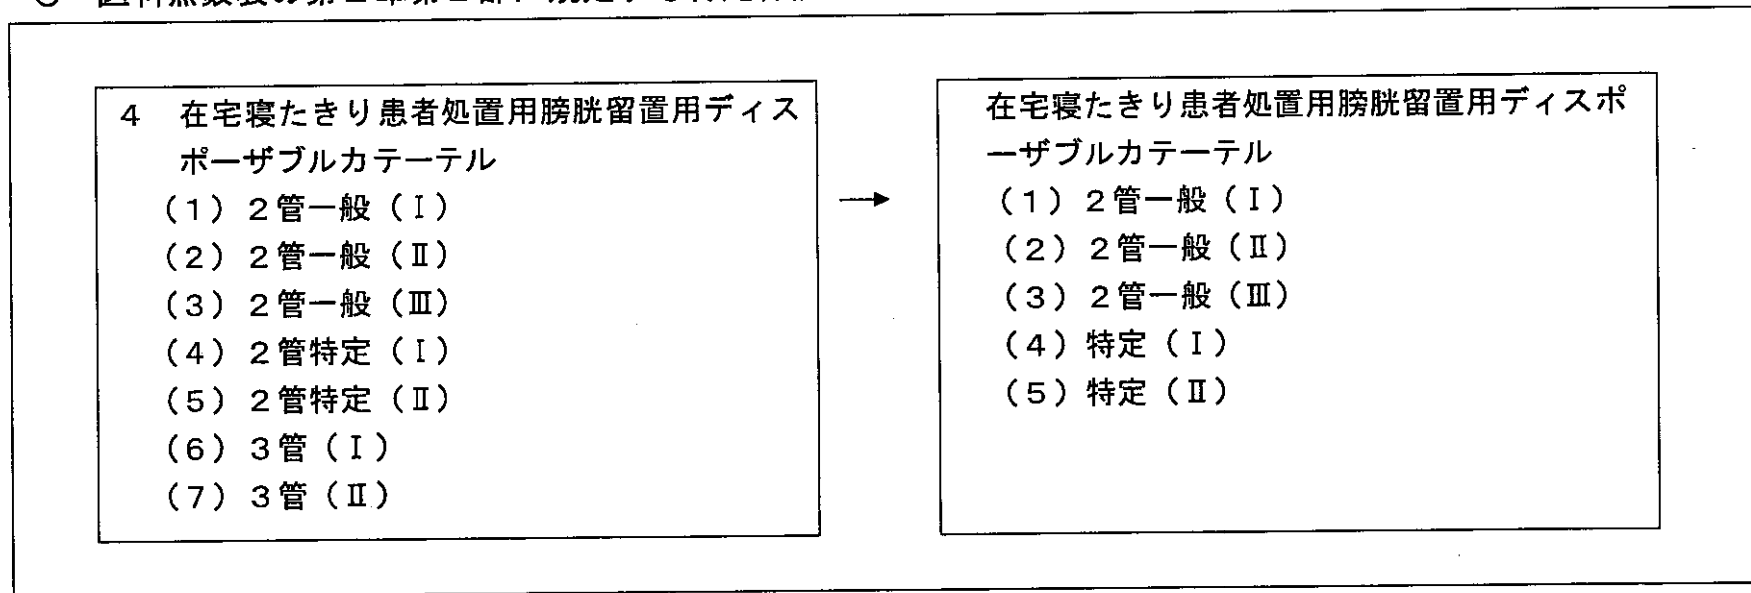 4 在宅寝たきり患者処置用膀胱留置用ディス
ポーザブルカテーテル
(1) 2管一般(Ⅰ)
(2) 2管一般(Ⅱ)
(3) 2管一般(Ⅲ)
(4) 2管特定(Ⅰ)
(5) 2管特定(Ⅱ)
(6) 3管(Ⅰ)
(7) 3管(Ⅱ)
→
在宅寝たきり患者処置用膀胱留置用ディスポ
ーザブルカテーテル
(1) 2管一般(Ⅰ)
(2) 2管一般(Ⅱ)
(3) 2管一般(Ⅲ)
(4) 特定(Ⅰ)
(5) 特定(Ⅱ)